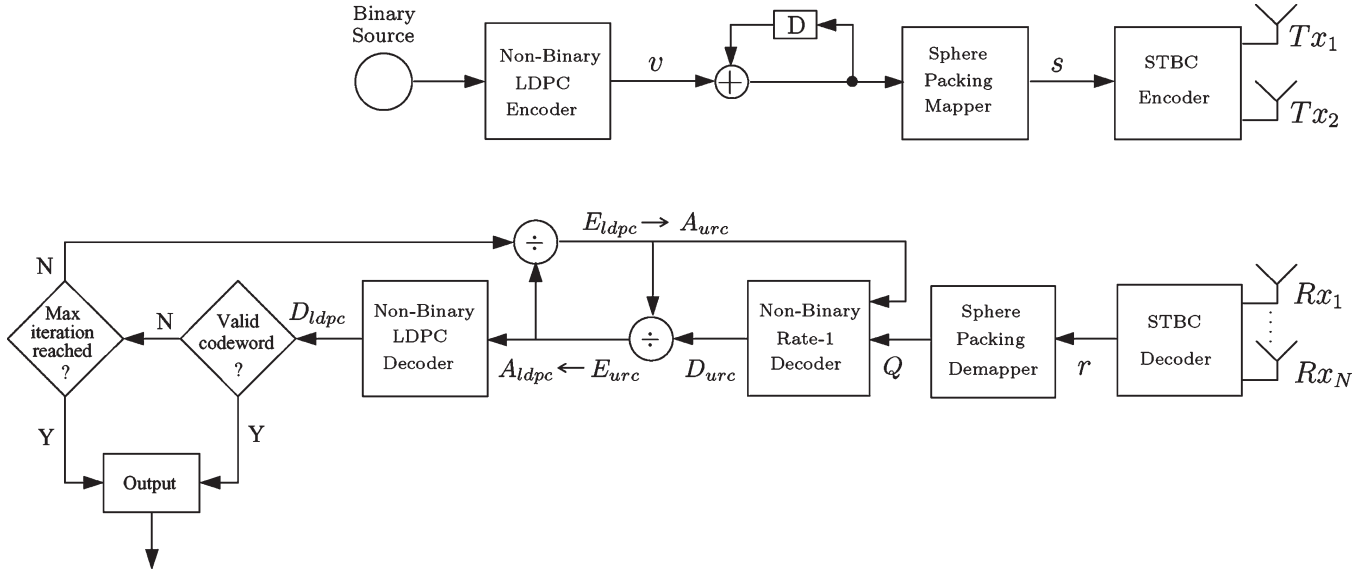 Binary
Source
Non-Binary
LDPC
Encoder
v
+
D
Sphere
Packing
Mapper
s
STBC
Encoder
Tx1
Tx2
N
÷
E_ldpc → A_urc
Max
iteration
reached
?
N
Valid
codeword
?
D_ldpc
Non-Binary
LDPC
Decoder
A_ldpc ← E_urc
÷
D_urc
Non-Binary
Rate-1
Decoder
Q
Sphere
Packing
Demapper
r
STBC
Decoder
Rx1
RxN
Y
Y
Output